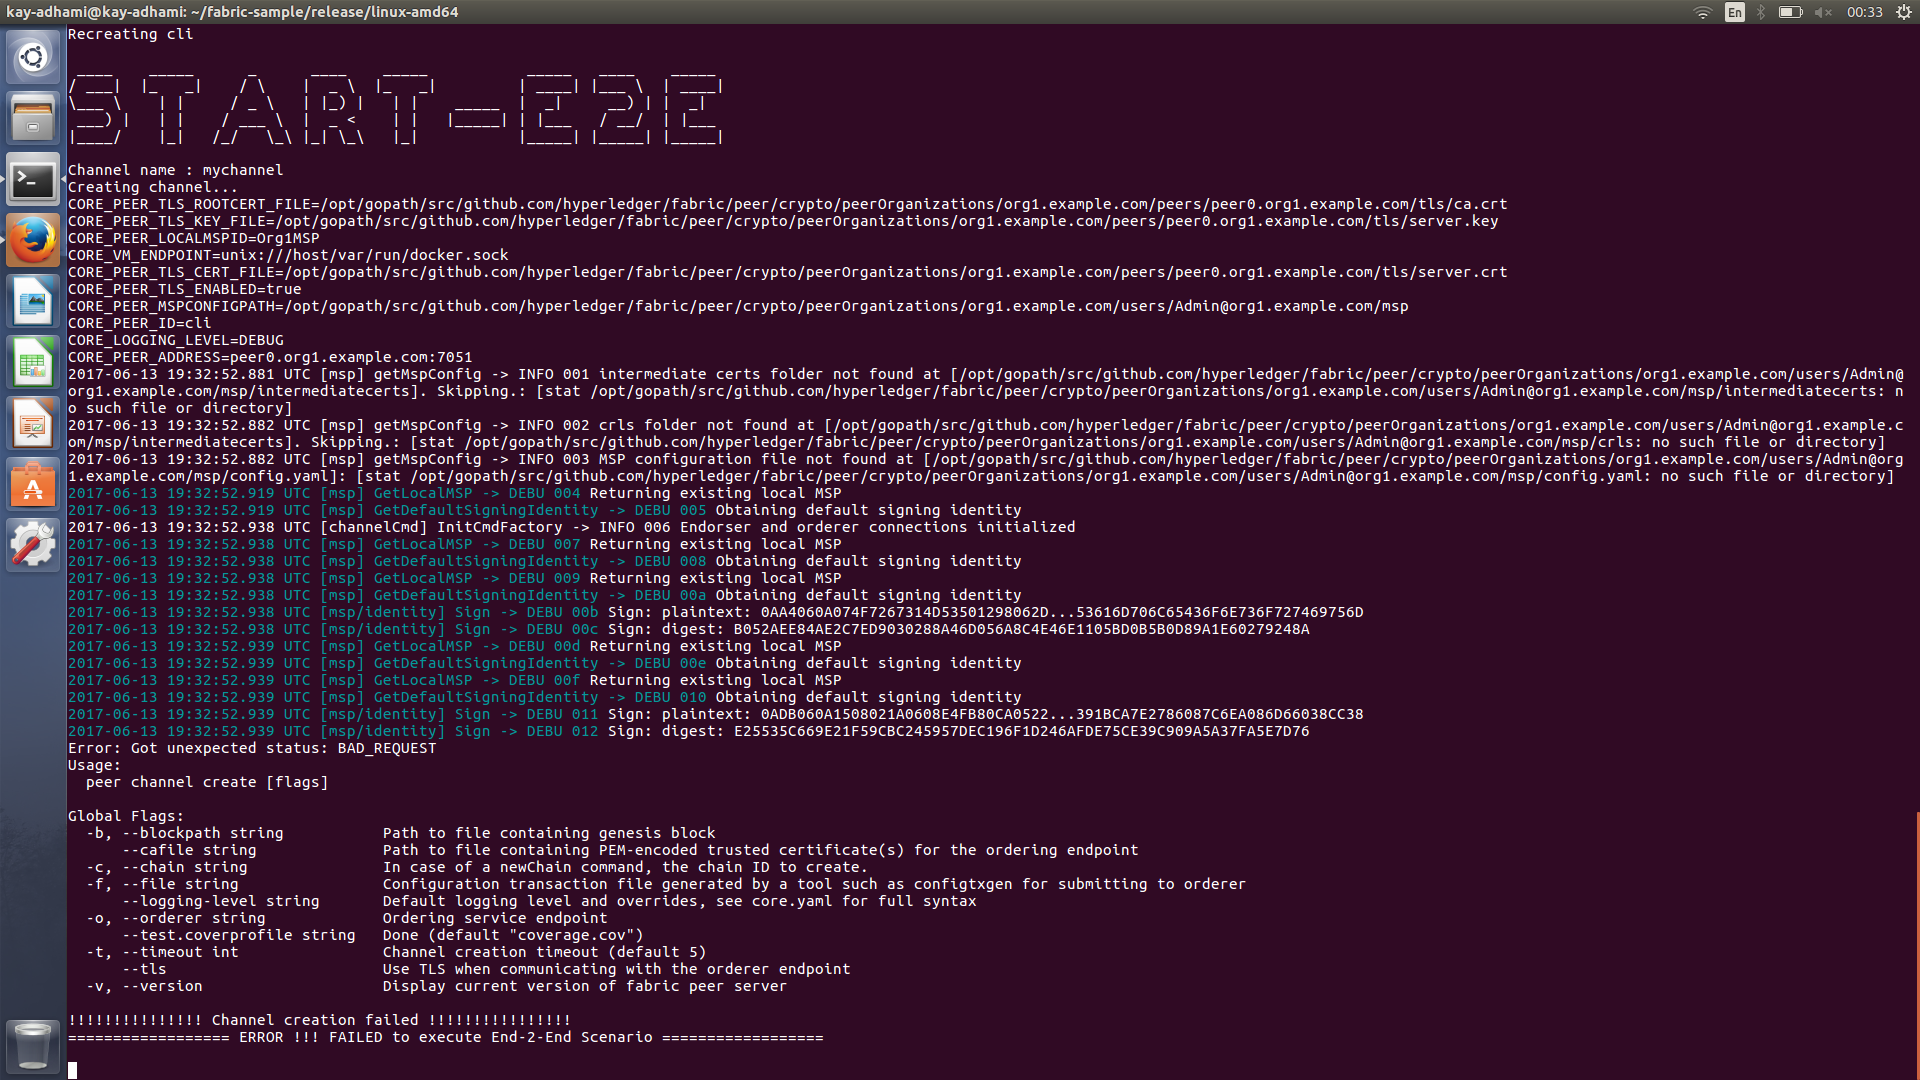 kay-adhami@kay-adhami: ~/fabric-sample/release/linux-amd64
En
00:33
Recreating cli
START-E2E
Channel name : mychannel
Creating channel...
CORE_PEER_TLS_ROOTCERT_FILE=/opt/gopath/src/github.com/hyperledger/fabric/peer/crypto/peerOrganizations/org1.example.com/peers/peer0.org1.example.com/tls/ca.crt
CORE_PEER_TLS_KEY_FILE=/opt/gopath/src/github.com/hyperledger/fabric/peer/crypto/peerOrganizations/org1.example.com/peers/peer0.org1.example.com/tls/server.key
CORE_PEER_LOCALMSPID=Org1MSP
CORE_VM_ENDPOINT=unix:///host/var/run/docker.sock
CORE_PEER_TLS_CERT_FILE=/opt/gopath/src/github.com/hyperledger/fabric/peer/crypto/peerOrganizations/org1.example.com/peers/peer0.org1.example.com/tls/server.crt
CORE_PEER_TLS_ENABLED=true
CORE_PEER_MSPCONFIGPATH=/opt/gopath/src/github.com/hyperledger/fabric/peer/crypto/peerOrganizations/org1.example.com/users/Admin@org1.example.com/msp
CORE_PEER_ID=cli
CORE_LOGGING_LEVEL=DEBUG
CORE_PEER_ADDRESS=peer0.org1.example.com:7051
2017-06-13 19:32:52.881 UTC [msp] getMspConfig -> INFO 001 intermediate certs folder not found at [/opt/gopath/src/github.com/hyperledger/fabric/peer/crypto/peerOrganizations/org1.example.com/users/Admin@
org1.example.com/msp/intermediatecerts]. Skipping.: [stat /opt/gopath/src/github.com/hyperledger/fabric/peer/crypto/peerOrganizations/org1.example.com/users/Admin@org1.example.com/msp/intermediatecerts: n
o such file or directory]
2017-06-13 19:32:52.882 UTC [msp] getMspConfig -> INFO 002 crls folder not found at [/opt/gopath/src/github.com/hyperledger/fabric/peer/crypto/peerOrganizations/org1.example.com/users/Admin@org1.example.c
om/msp/intermediatecerts]. Skipping.: [stat /opt/gopath/src/github.com/hyperledger/fabric/peer/crypto/peerOrganizations/org1.example.com/users/Admin@org1.example.com/msp/crls: no such file or directory]
2017-06-13 19:32:52.882 UTC [msp] getMspConfig -> INFO 003 MSP configuration file not found at [/opt/gopath/src/github.com/hyperledger/fabric/peer/crypto/peerOrganizations/org1.example.com/users/Admin@org
1.example.com/msp/config.yaml]: [stat /opt/gopath/src/github.com/hyperledger/fabric/peer/crypto/peerOrganizations/org1.example.com/users/Admin@org1.example.com/msp/config.yaml: no such file or directory]
2017-06-13 19:32:52.919 UTC [msp] GetLocalMSP -> DEBU 004 Returning existing local MSP
2017-06-13 19:32:52.919 UTC [msp] GetDefaultSigningIdentity -> DEBU 005 Obtaining default signing identity
2017-06-13 19:32:52.938 UTC [channelCmd] InitCmdFactory -> INFO 006 Endorser and orderer connections initialized
2017-06-13 19:32:52.938 UTC [msp] GetLocalMSP -> DEBU 007 Returning existing local MSP
2017-06-13 19:32:52.938 UTC [msp] GetDefaultSigningIdentity -> DEBU 008 Obtaining default signing identity
2017-06-13 19:32:52.938 UTC [msp] GetLocalMSP -> DEBU 009 Returning existing local MSP
2017-06-13 19:32:52.938 UTC [msp] GetDefaultSigningIdentity -> DEBU 00a Obtaining default signing identity
2017-06-13 19:32:52.938 UTC [msp/identity] Sign -> DEBU 00b Sign: plaintext: 0AA4060A074F7267314D53501298062D...53616D706C65436F6E736F727469756D
2017-06-13 19:32:52.938 UTC [msp/identity] Sign -> DEBU 00c Sign: digest: B052AEE84AE2C7ED9030288A46D056A8C4E46E1105BD0B5B0D89A1E60279248A
2017-06-13 19:32:52.939 UTC [msp] GetLocalMSP -> DEBU 00d Returning existing local MSP
2017-06-13 19:32:52.939 UTC [msp] GetDefaultSigningIdentity -> DEBU 00e Obtaining default signing identity
2017-06-13 19:32:52.939 UTC [msp] GetLocalMSP -> DEBU 00f Returning existing local MSP
2017-06-13 19:32:52.939 UTC [msp] GetDefaultSigningIdentity -> DEBU 010 Obtaining default signing identity
2017-06-13 19:32:52.939 UTC [msp/identity] Sign -> DEBU 011 Sign: plaintext: 0ADB060A1508021A0608E4FB80CA0522...391BCA7E2786087C6EA086D66038CC38
2017-06-13 19:32:52.939 UTC [msp/identity] Sign -> DEBU 012 Sign: digest: E25535C669E21F59CBC245957DEC196F1D246AFDE75CE39C909A5A37FA5E7D76
Error: Got unexpected status: BAD_REQUEST
Usage:
  peer channel create [flags]
Global Flags:
  -b, --blockpath string           Path to file containing genesis block
      --cafile string              Path to file containing PEM-encoded trusted certificate(s) for the ordering endpoint
  -c, --chain string               In case of a newChain command, the chain ID to create.
  -f, --file string                Configuration transaction file generated by a tool such as configtxgen for submitting to orderer
      --logging-level string       Default logging level and overrides, see core.yaml for full syntax
  -o, --orderer string             Ordering service endpoint
      --test.coverprofile string   Done (default "coverage.cov")
  -t, --timeout int                Channel creation timeout (default 5)
      --tls                        Use TLS when communicating with the orderer endpoint
  -v, --version                    Display current version of fabric peer server
!!!!!!!!!!!!!!! Channel creation failed !!!!!!!!!!!!!!!!
================== ERROR !!! FAILED to execute End-2-End Scenario ==================